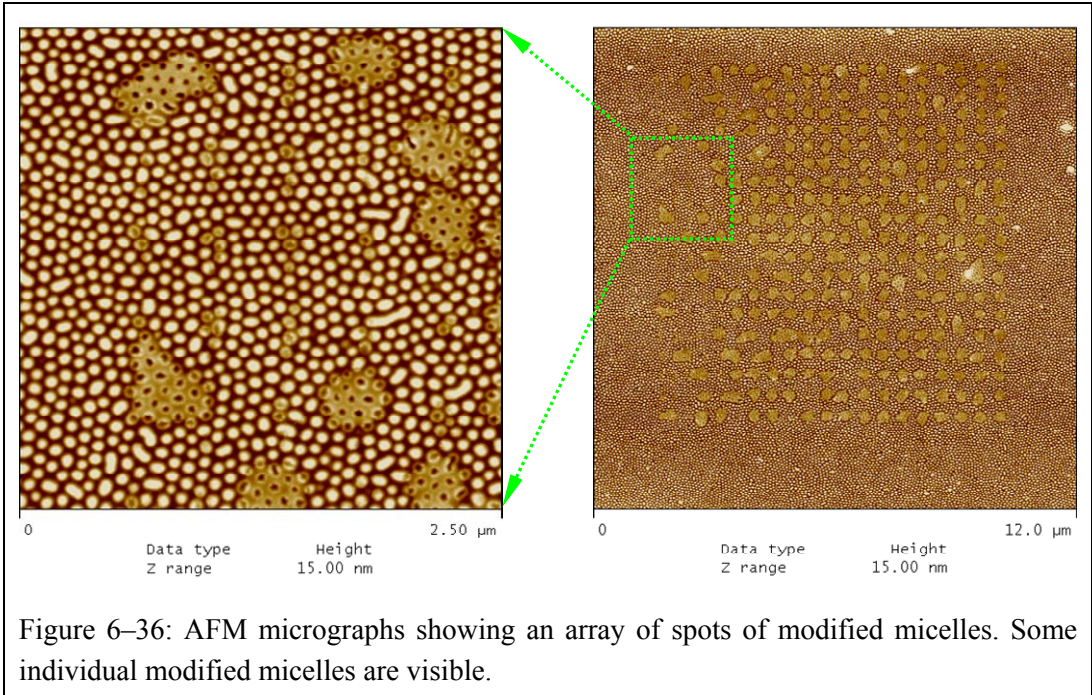 0 2.50 µm
Data type Height
Z range 15.00 nm
0 12.0 µm
Data type Height
Z range 15.00 nm
Figure 6–36: AFM micrographs showing an array of spots of modified micelles. Some
individual modified micelles are visible.